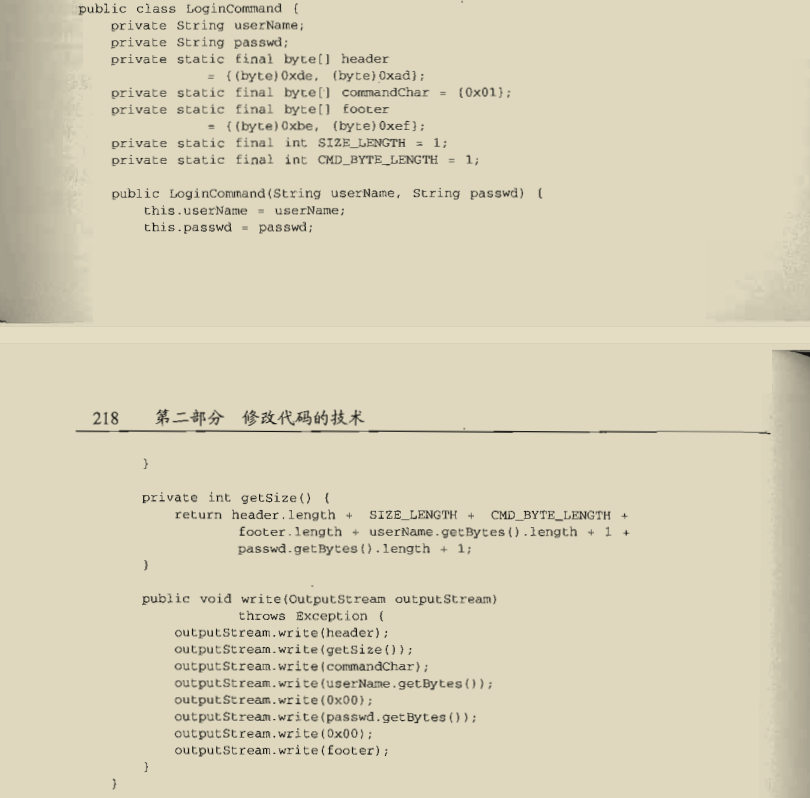 public class LoginCommand {
    private String userName;
    private String passwd;
    private static final byte[] header
                = {(byte)0xde, (byte)0xad};
    private static final byte[] commandChar = {0x01};
    private static final byte[] footer
                = {(byte)0xbe, (byte)0xef};
    private static final int SIZE_LENGTH = 1;
    private static final int CMD_BYTE_LENGTH = 1;
    public LoginCommand(String userName, String passwd) {
        this.userName = userName;
        this.passwd = passwd;
218 第二部分 修改代码的技术
    }
    private int getSize() {
        return header.length + SIZE_LENGTH + CMD_BYTE_LENGTH +
                footer.length + userName.getBytes().length + 1 +
                passwd.getBytes().length + 1;
    }
    public void write(OutputStream outputStream)
                throws Exception {
        outputStream.write(header);
        outputStream.write(getSize());
        outputStream.write(commandChar);
        outputStream.write(userName.getBytes());
        outputStream.write(0x00);
        outputStream.write(passwd.getBytes());
        outputStream.write(0x00);
        outputStream.write(footer);
    }
}